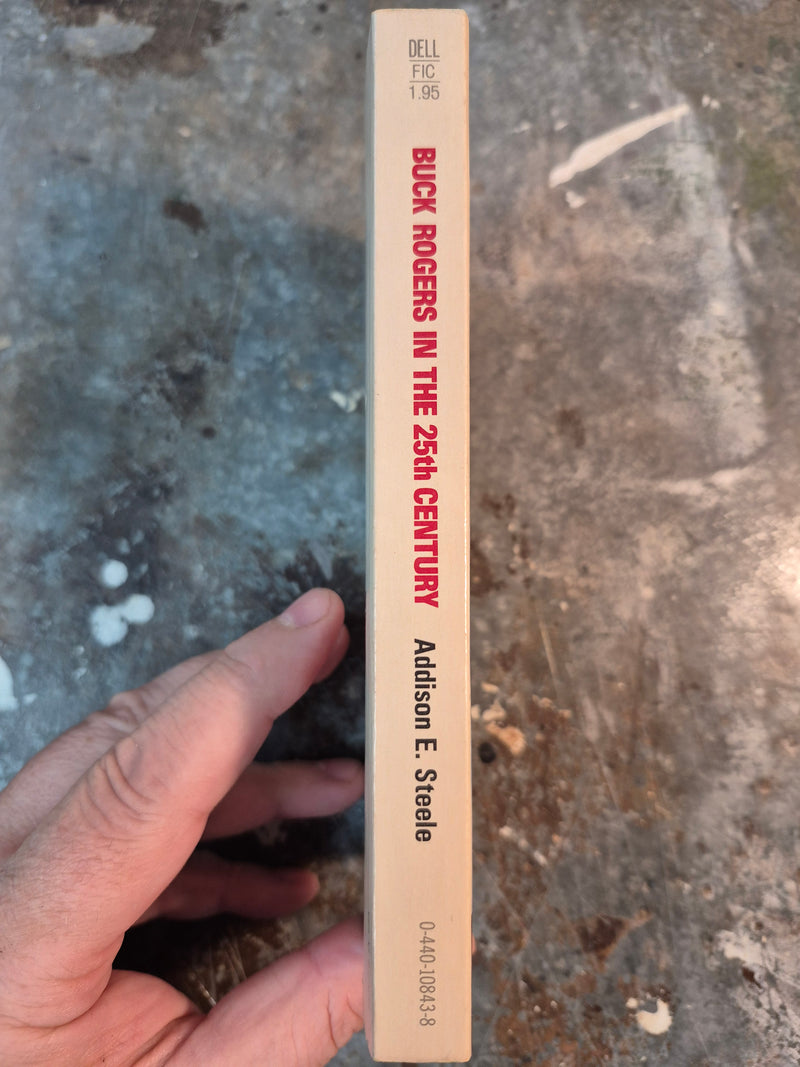 DELL
FIC
1.95
BUCK ROGERS IN THE 25th CENTURY Addison E. Steele
0-440-10843-8